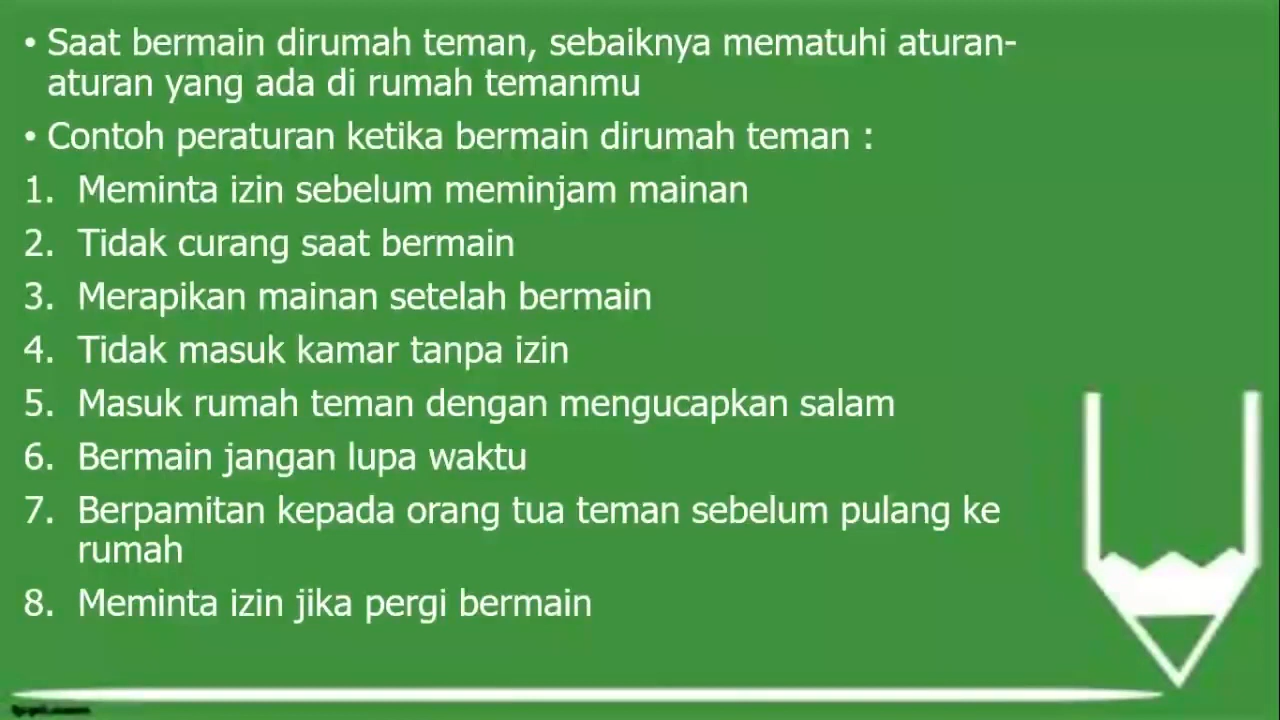 • Saat bermain dirumah teman, sebaiknya mematuhi aturan-
aturan yang ada di rumah temanmu
• Contoh peraturan ketika bermain dirumah teman :
1. Meminta izin sebelum meminjam mainan
2. Tidak curang saat bermain
3. Merapikan mainan setelah bermain
4. Tidak masuk kamar tanpa izin
5. Masuk rumah teman dengan mengucapkan salam
6. Bermain jangan lupa waktu
7. Berpamitan kepada orang tua teman sebelum pulang ke
rumah
8. Meminta izin jika pergi bermain